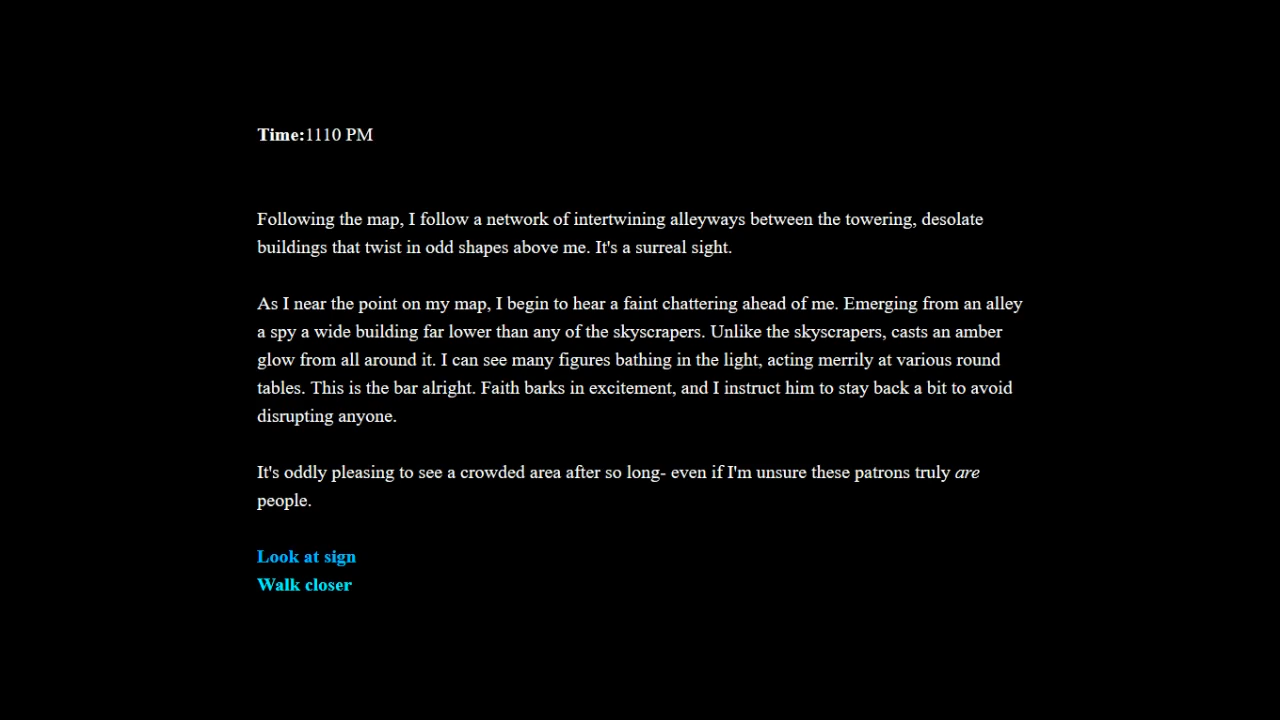 Time:1110 PM
Following the map, I follow a network of intertwining alleyways between the towering, desolate
buildings that twist in odd shapes above me. It's a surreal sight.
As I near the point on my map, I begin to hear a faint chattering ahead of me. Emerging from an alley
a spy a wide building far lower than any of the skyscrapers. Unlike the skyscrapers, casts an amber
glow from all around it. I can see many figures bathing in the light, acting merrily at various round
tables. This is the bar alright. Faith barks in excitement, and I instruct him to stay back a bit to avoid
disrupting anyone.
It's oddly pleasing to see a crowded area after so long- even if I'm unsure these patrons truly are
people.
Look at sign
Walk closer